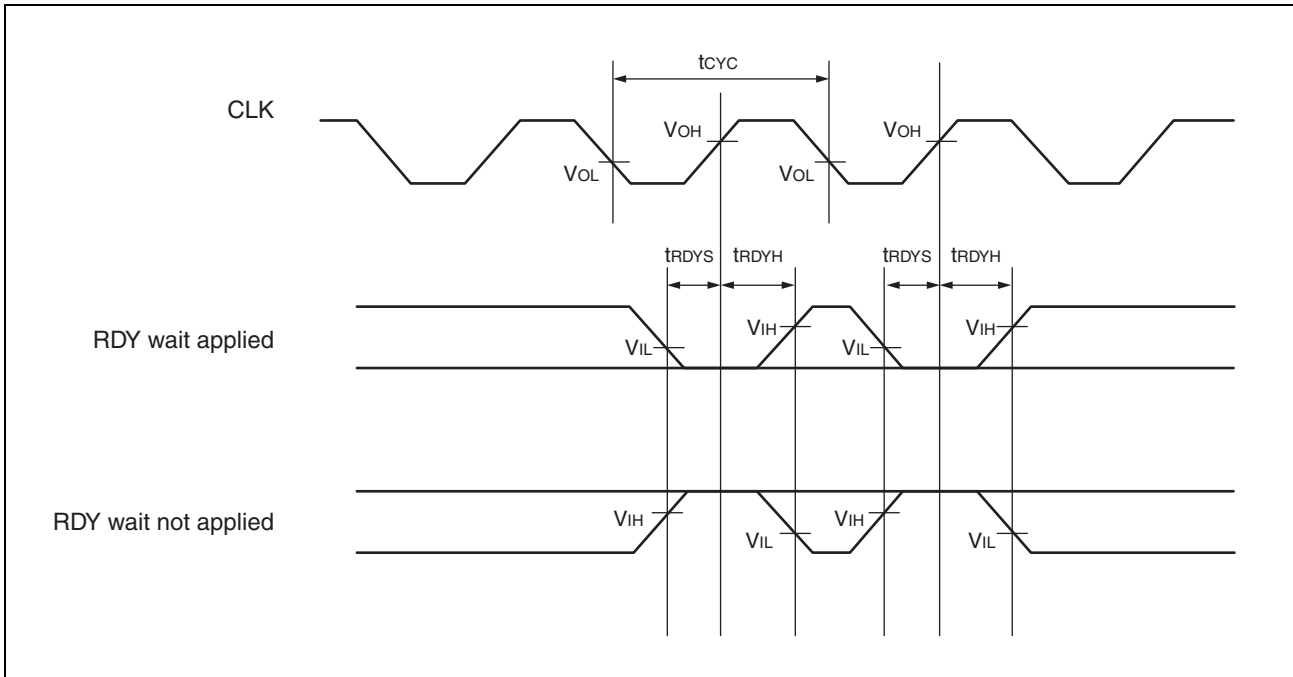 tCYC
CLK
VOH
VOH
VOL
VOL
tRDYS
tRDYH
tRDYS
tRDYH
RDY wait applied
VIH
VIH
VIL
VIL
RDY wait not applied
VIH
VIH
VIL
VIL